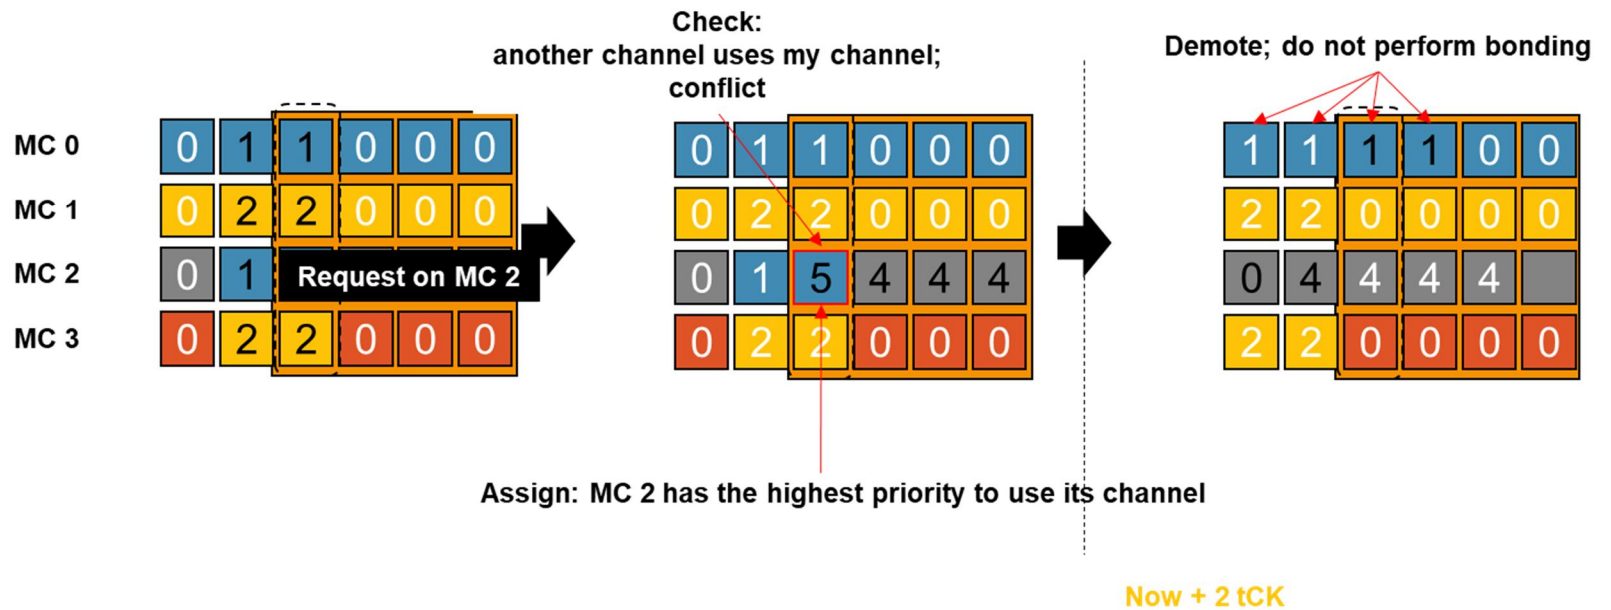 Check:
another channel uses my channel;
conflict
Demote; do not perform bonding
MC 0
0 1 1 0 0 0
0 1 1 0 0 0
1 1 1 1 0 0
MC 1
0 2 2 0 0 0
0 2 2 0 0 0
2 2 0 0 0 0
MC 2
0 1
Request on MC 2
0 1 5 4 4 4
0 4 4 4 4
MC 3
0 2 2 0 0 0
0 2 2 0 0 0
2 2 0 0 0 0
Assign: MC 2 has the highest priority to use its channel
Now + 2 tCK